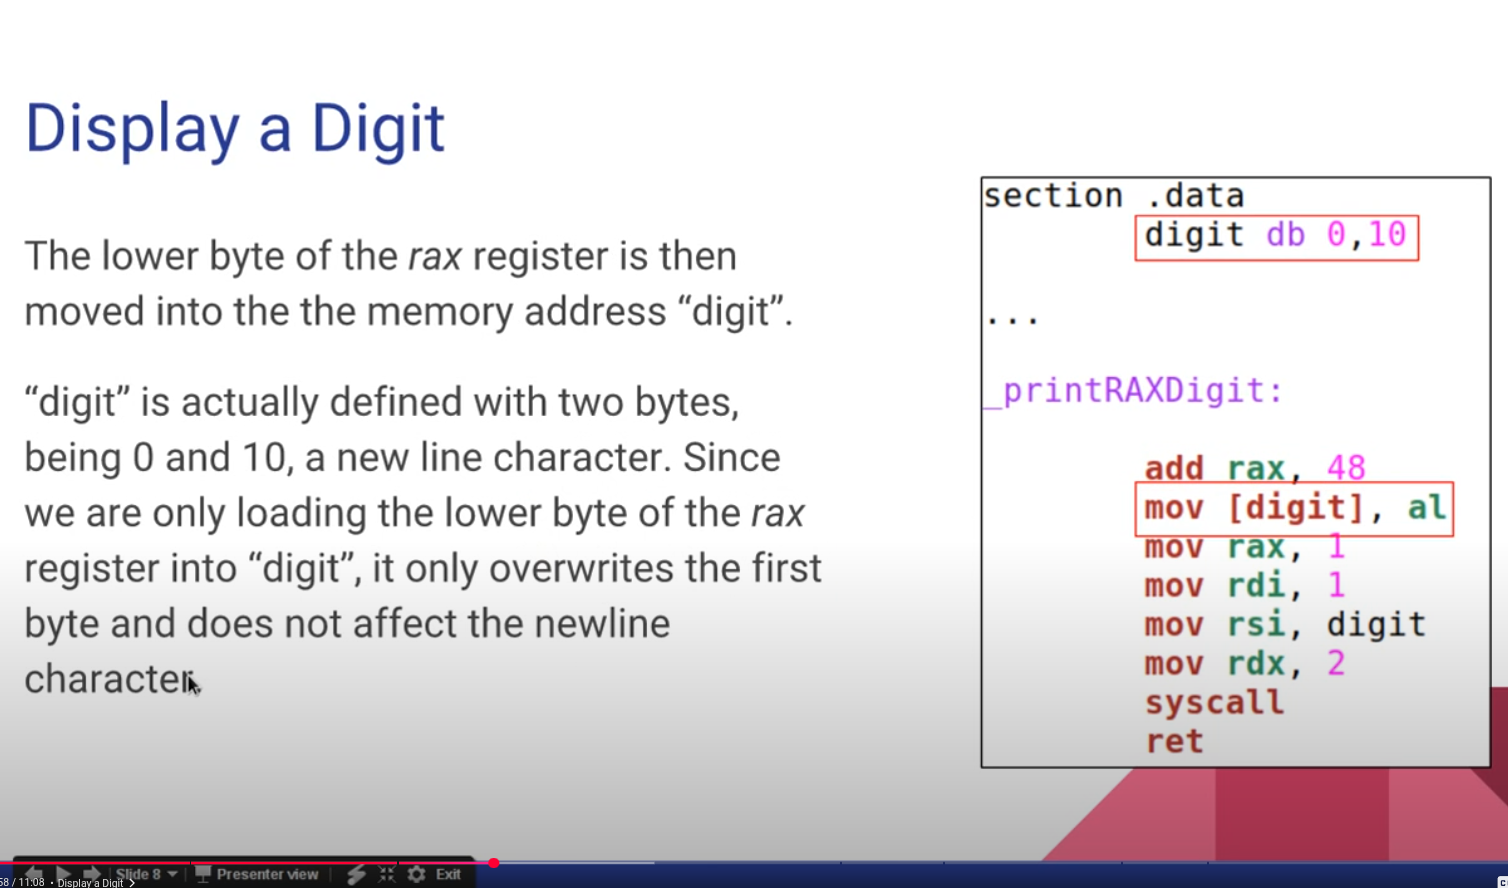 Display a Digit
The lower byte of the rax register is then
moved into the the memory address “digit”.
“digit” is actually defined with two bytes,
being 0 and 10, a new line character. Since
we are only loading the lower byte of the rax
register into “digit”, it only overwrites the first
byte and does not affect the newline
character.
section .data
digit db 0,10
...
_printRAXDigit:
add rax, 48
mov [digit], al
mov rax, 1
mov rdi, 1
mov rsi, digit
mov rdx, 2
syscall
ret
Slide 8
Presenter view
Exit
58 / 11:08 • Display a Digit